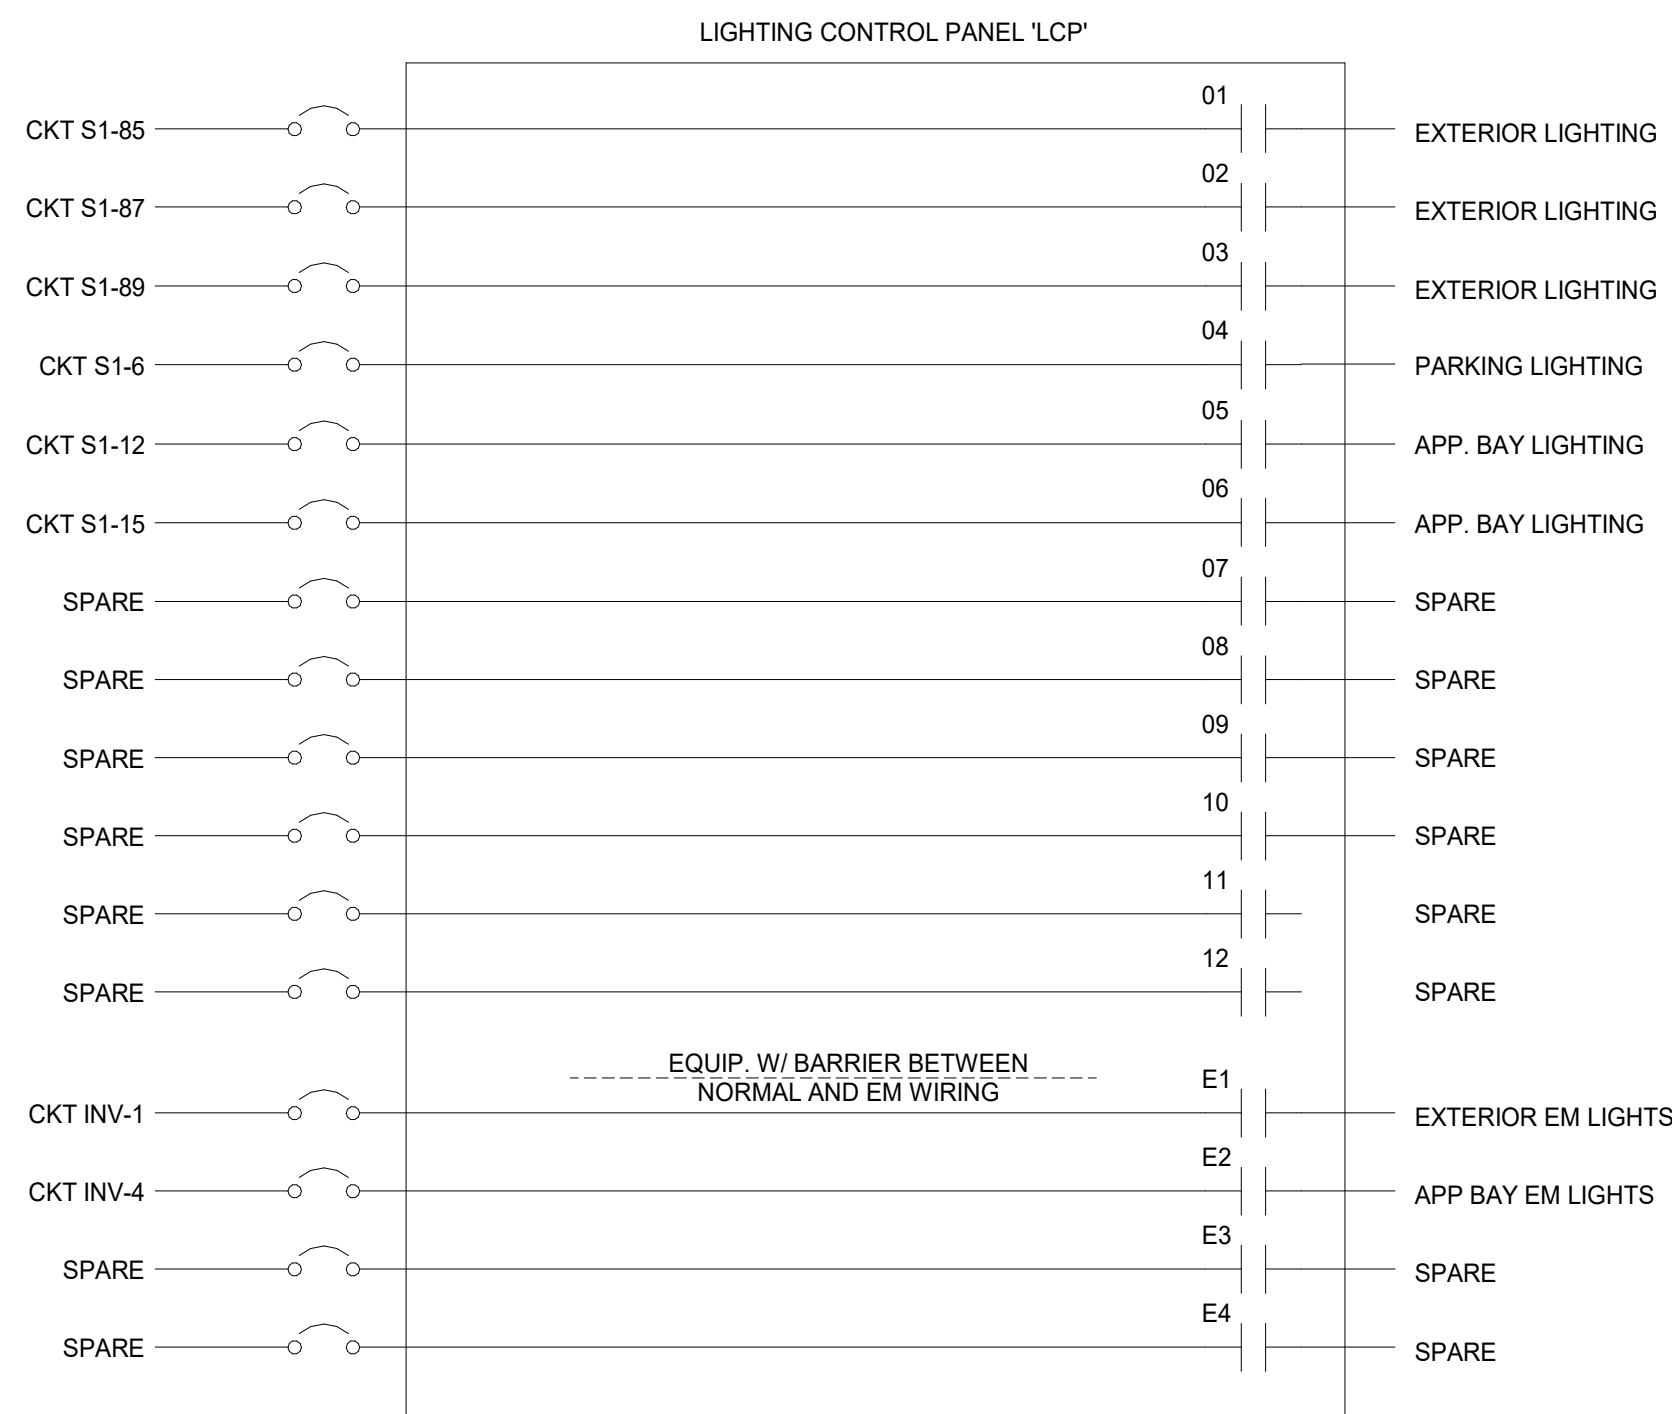 LIGHTING CONTROL PANEL 'LCP'
CKT S1-85 01 EXTERIOR LIGHTING
CKT S1-87 02 EXTERIOR LIGHTING
CKT S1-89 03 EXTERIOR LIGHTING
CKT S1-6 04 PARKING LIGHTING
CKT S1-12 05 APP. BAY LIGHTING
CKT S1-15 06 APP. BAY LIGHTING
SPARE 07 SPARE
SPARE 08 SPARE
SPARE 09 SPARE
SPARE 10 SPARE
SPARE 11 SPARE
SPARE 12 SPARE
EQUIP. W/ BARRIER BETWEEN
NORMAL AND EM WIRING
CKT INV-1 E1 EXTERIOR EM LIGHTS
CKT INV-4 E2 APP BAY EM LIGHTS
SPARE E3 SPARE
SPARE E4 SPARE